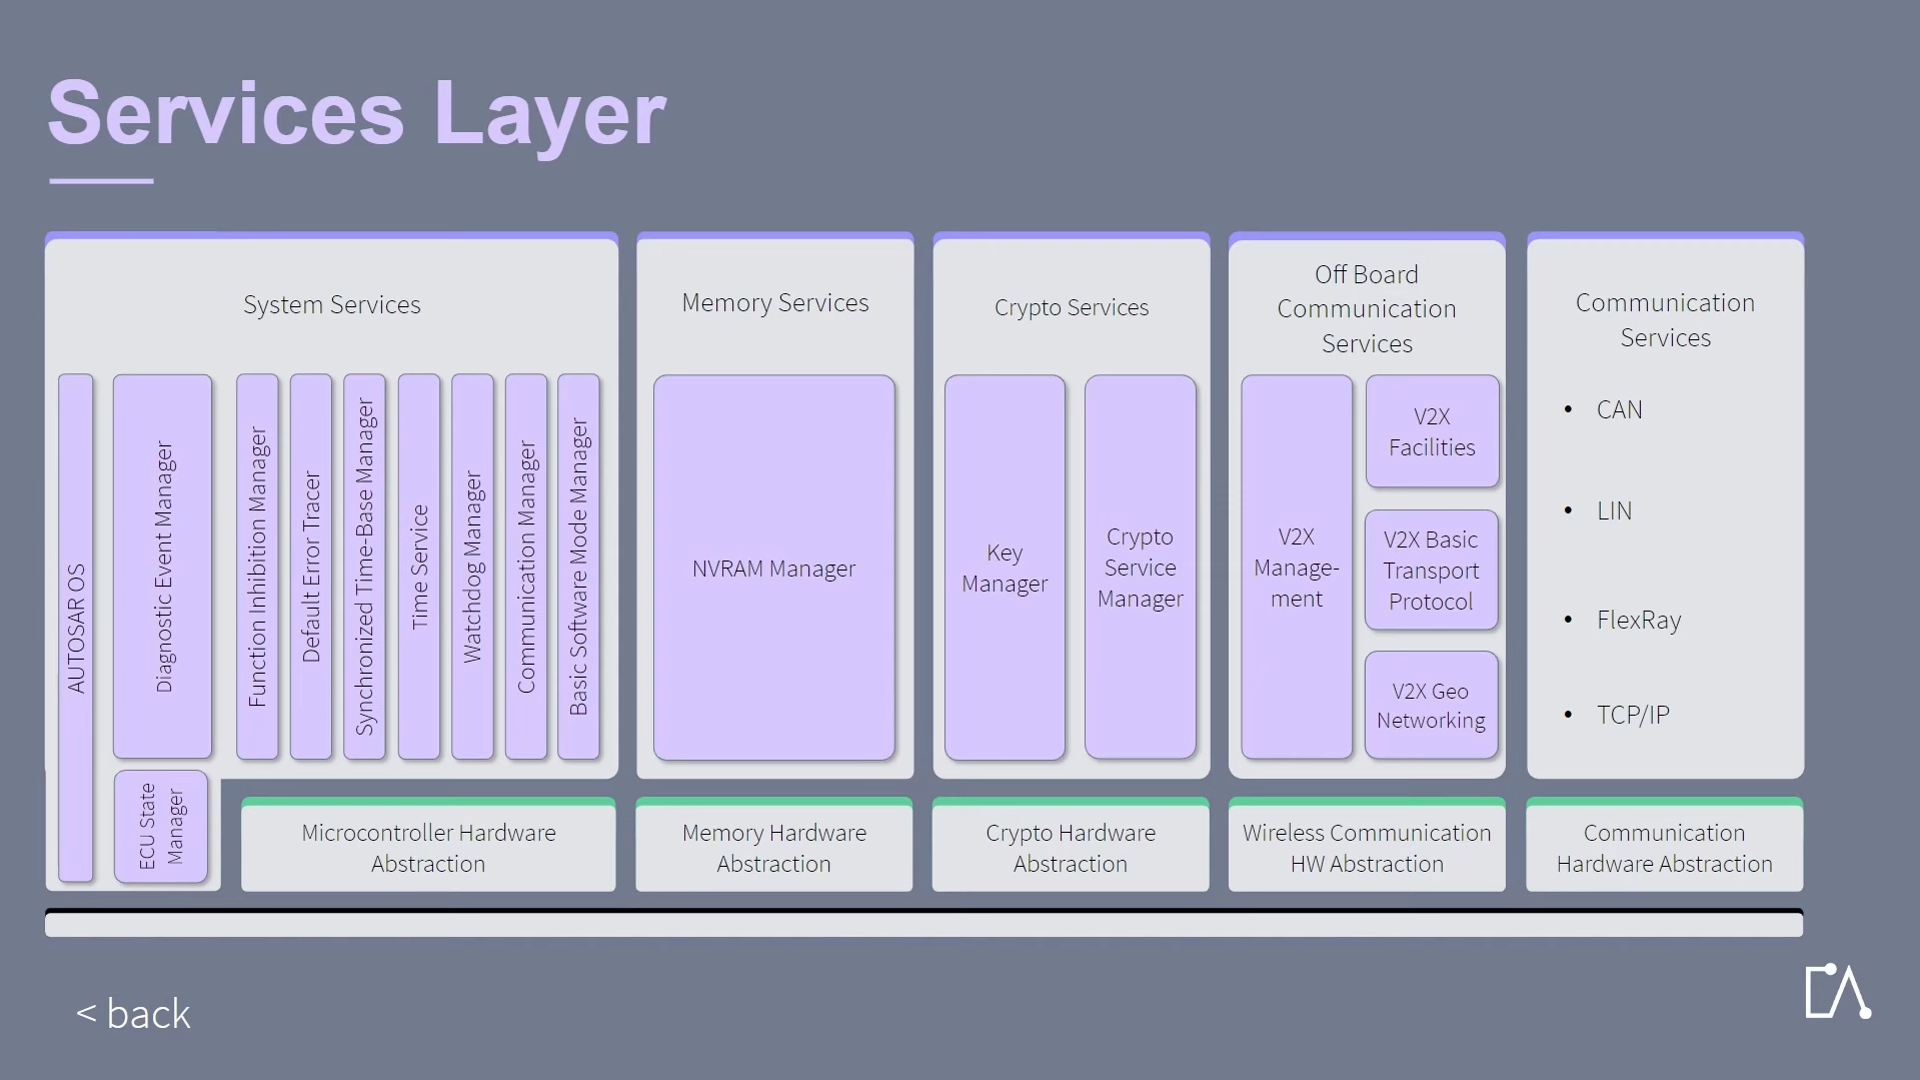 Services Layer
System Services
AUTOSAR OS
Diagnostic Event Manager
ECU State
Manager
Function Inhibition Manager
Default Error Tracer
Synchronized Time-Base Manager
Time Service
Watchdog Manager
Communication Manager
Basic Software Mode Manager
Memory Services
NVRAM Manager
Crypto Services
Key
Manager
Crypto
Service
Manager
Off Board
Communication
Services
V2X
Manage-
ment
V2X
Facilities
V2X Basic
Transport
Protocol
V2X Geo
Networking
Communication
Services
• CAN
• LIN
• FlexRay
• TCP/IP
Microcontroller Hardware
Abstraction
Memory Hardware
Abstraction
Crypto Hardware
Abstraction
Wireless Communication
HW Abstraction
Communication
Hardware Abstraction
< back